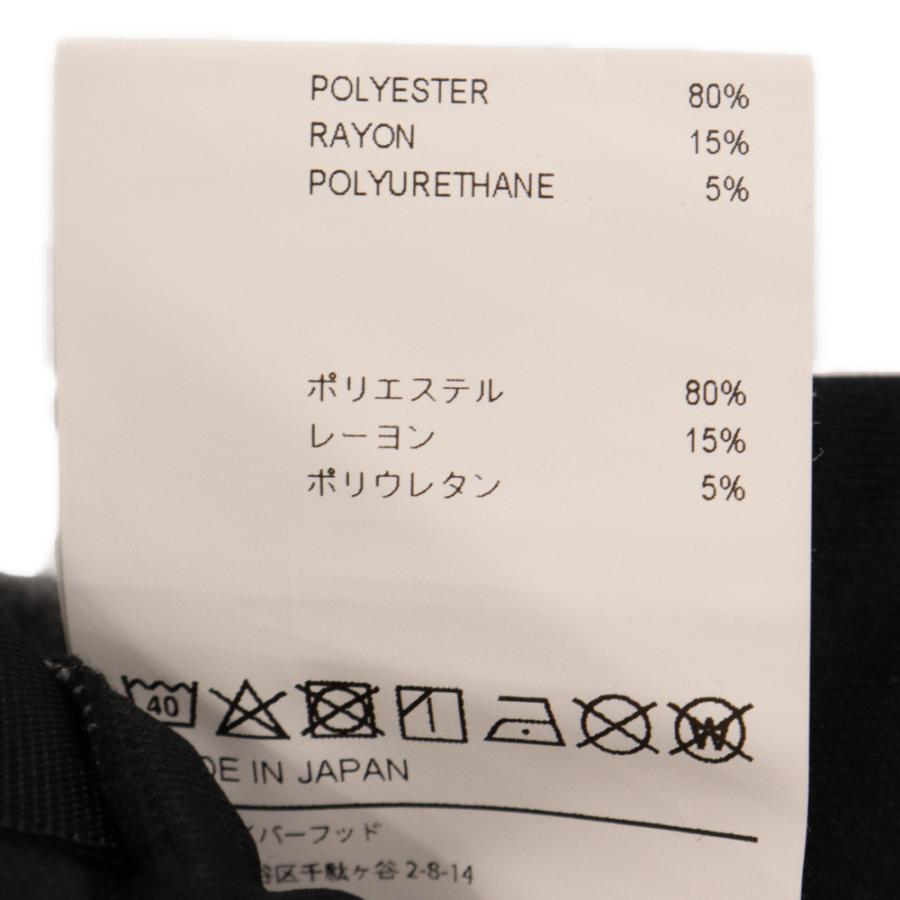 POLYESTER 80%
RAYON 15%
POLYURETHANE 5%
ポリエステル 80%
レーヨン 15%
ポリウレタン 5%
40 W
DE IN JAPAN
バーフッド
谷区千駄ヶ谷 2-8-14